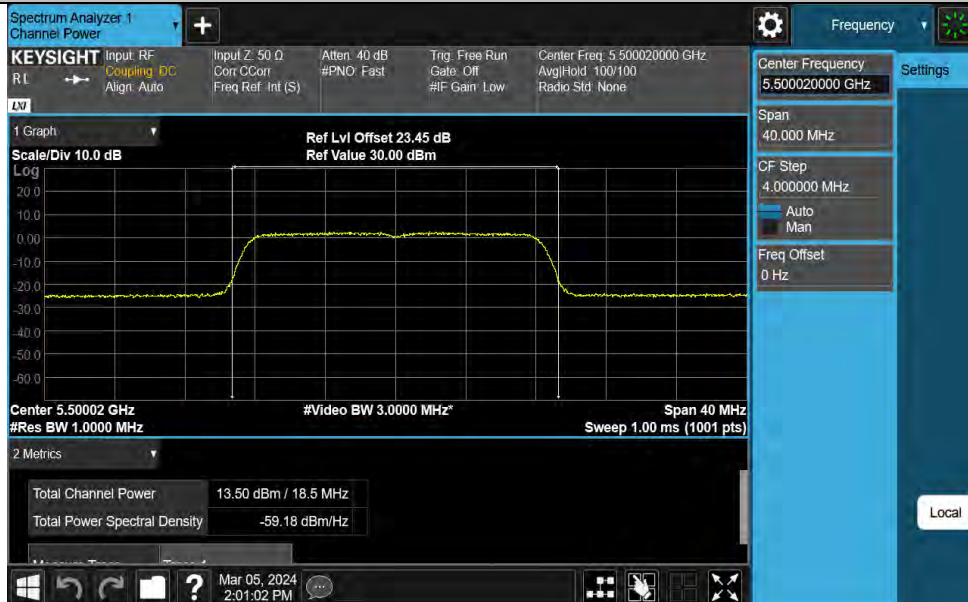 Spectrum Analyzer 1
Channel Power
Frequency
KEYSIGHT
R L
LXI
Input: RF
Coupling: DC
Align: Auto
Input Z: 50 Ω
Corr CCorr
Freq Ref: Int (S)
Atten: 40 dB
#PNO: Fast
Trig: Free Run
Gate: Off
#IF Gain: Low
Center Freq: 5.500020000 GHz
Avg|Hold: 100/100
Radio Std: None
Center Frequency
5.500020000 GHz
Settings
Span
40.000 MHz
CF Step
4.000000 MHz
Auto
Man
Freq Offset
0 Hz
Local
1 Graph
Scale/Div 10.0 dB
Ref Lvl Offset 23.45 dB
Ref Value 30.00 dBm
Log
20.0
10.0
0.00
-10.0
-20.0
-30.0
-40.0
-50.0
-60.0
Center 5.50002 GHz
#Video BW 3.0000 MHz*
Span 40 MHz
#Res BW 1.0000 MHz
Sweep 1.00 ms (1001 pts)
2 Metrics
Total Channel Power 13.50 dBm / 18.5 MHz
Total Power Spectral Density -59.18 dBm/Hz
Mar 05, 2024
2:01:02 PM